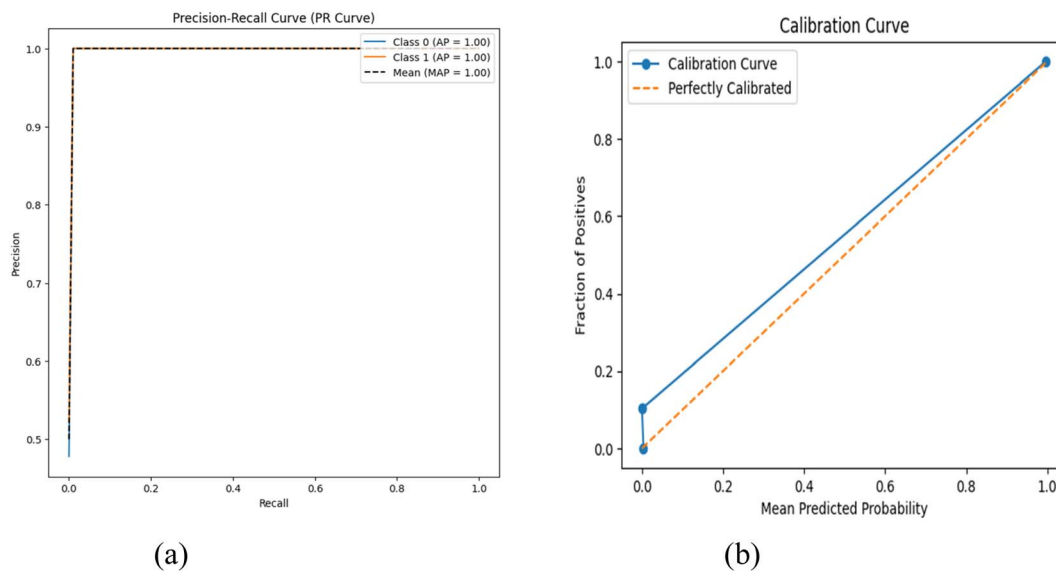 Precision-Recall Curve (PR Curve)
Class 0 (AP = 1.00)
Class 1 (AP = 1.00)
Mean (MAP = 1.00)
1.0
0.9
0.8
0.7
0.6
0.5
Precision
0.0 0.2 0.4 0.6 0.8 1.0
Recall
(a)
Calibration Curve
Calibration Curve
Perfectly Calibrated
1.0
0.8
0.6
0.4
0.2
0.0
Fraction of Positives
0.0 0.2 0.4 0.6 0.8 1.0
Mean Predicted Probability
(b)